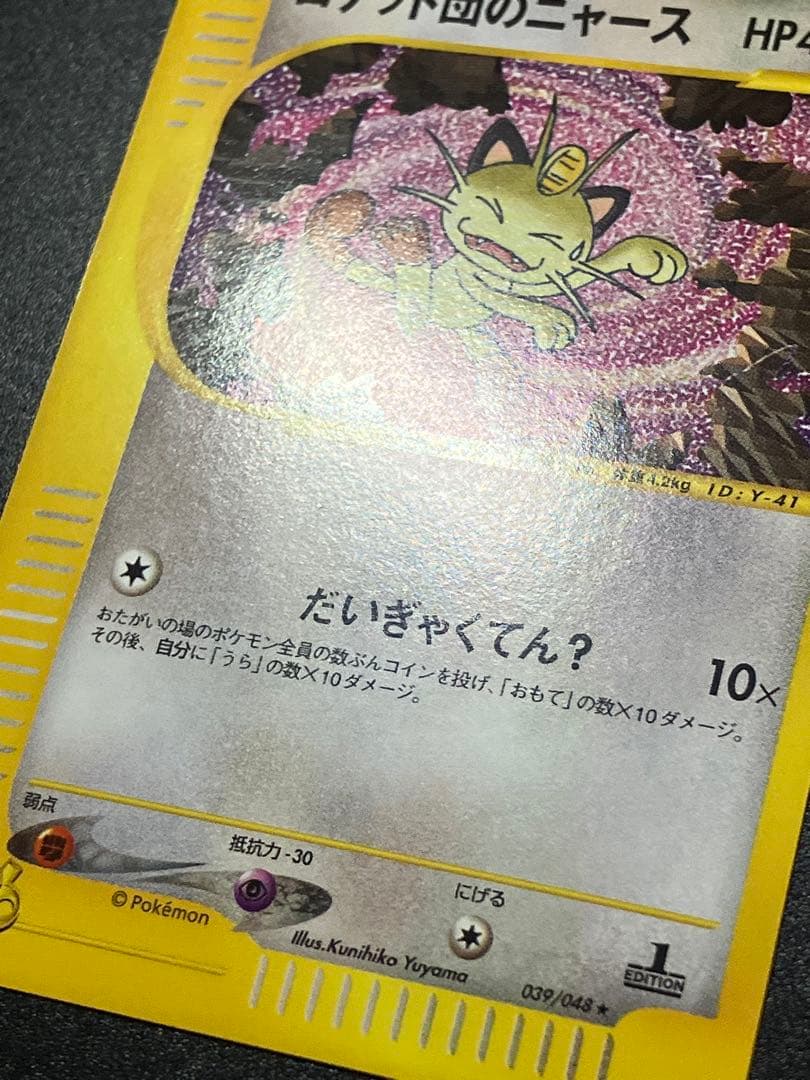 ロケット団のニャース HP4
4.2kg ID:Y-41
だいぎゃくてん?
10×
おたがいの場のポケモン全員の数ぶんコインを投げ、「おもて」の数×10ダメージ。
その後、自分に「うら」の数×10ダメージ。
弱点
抵抗力-30
にげる
© Pokémon
Illus.Kunihiko Yuyama
039/048★
1
EDITION